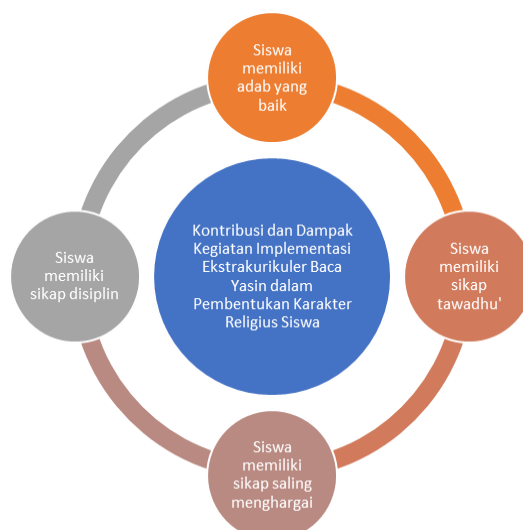 Siswa
memiliki
adab yang
baik
Kontribusi dan Dampak
Kegiatan Implementasi
Ekstrakurikuler Baca
Yasin dalam
Pembentukan Karakter
Religius Siswa
Siswa
memiliki
sikap
tawadhu'
Siswa
memiliki
sikap saling
menghargai
Siswa
memiliki
sikap disiplin